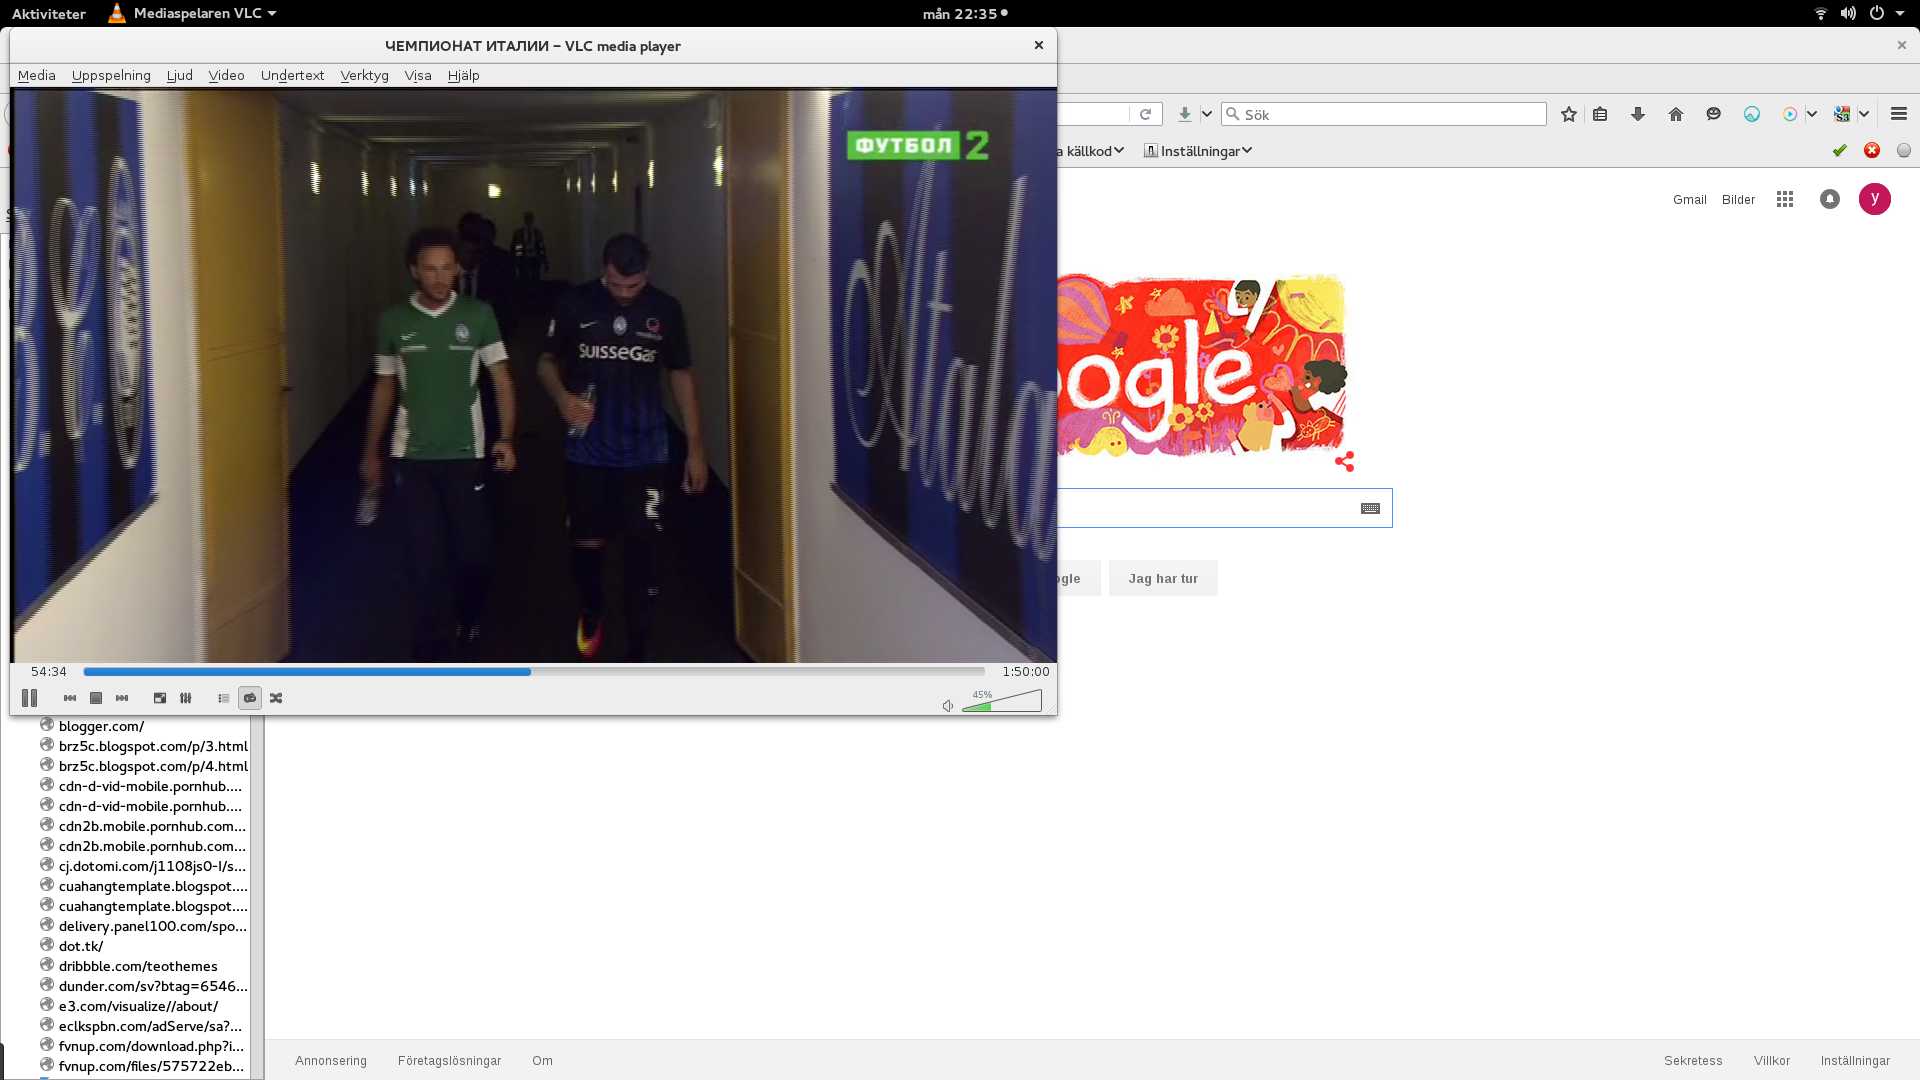 Aktiviteter
Mediaspelaren VLC
mån 22:35
ЧЕМПИОНАТ ИТАЛИИ – VLC media player
Media Uppspelning Ljud Video Undertext Verktyg Visa Hjälp
ФУТБОЛ 2
SUISSEGAS
2
54:34
1:50:00
45%
Sök
a källkod
Inställningar
Gmail
Bilder
y
oogle
ogle
Jag har tur
blogger.com/
brz5c.blogspot.com/p/3.html
brz5c.blogspot.com/p/4.html
cdn-d-vid-mobile.pornhub....
cdn-d-vid-mobile.pornhub....
cdn2b.mobile.pornhub.com...
cdn2b.mobile.pornhub.com...
cj.dotomi.com/j1108js0-I/s...
cuahangtemplate.blogspot....
cuahangtemplate.blogspot....
delivery.panel100.com/spo...
dot.tk/
dribbble.com/teothemes
dunder.com/sv?btag=6546...
e3.com/visualize//about/
eclkspbn.com/adServe/sa?...
fvnup.com/download.php?i...
fvnup.com/files/575722eb...
Annonsering
Företagslösningar
Om
Sekretess
Villkor
Inställningar